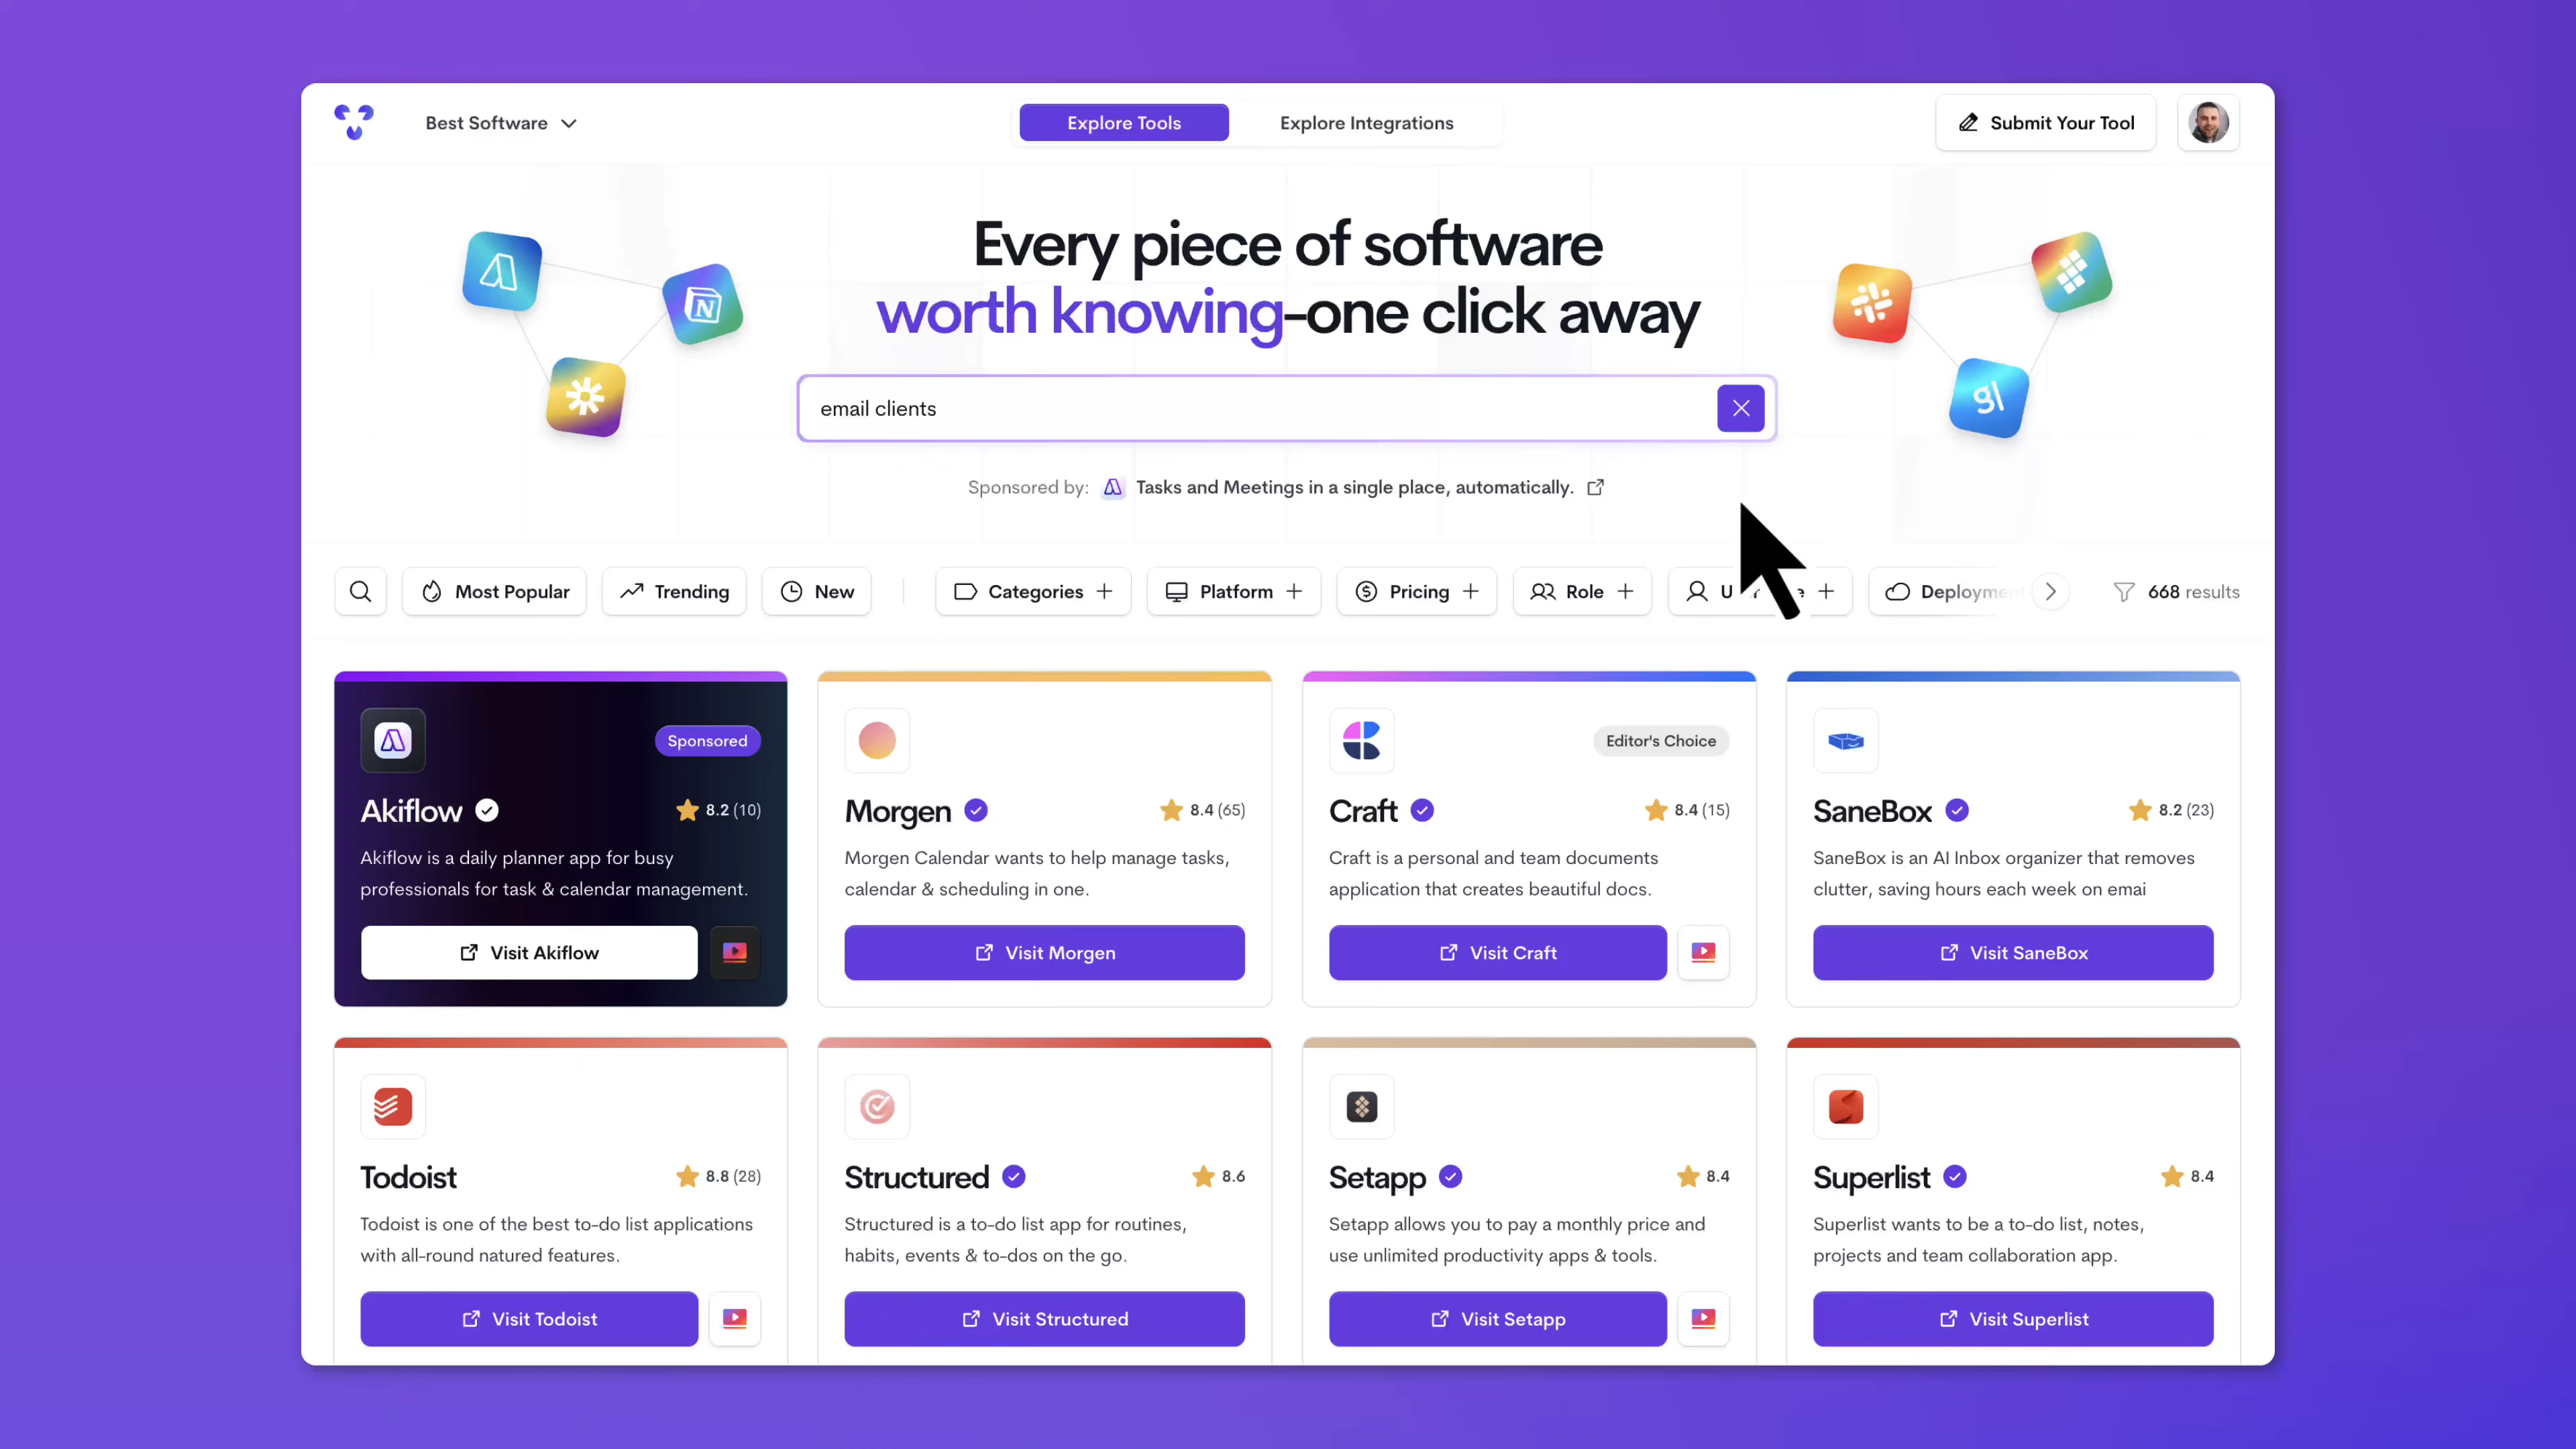 Best Software
Explore Tools
Explore Integrations
Submit Your Tool
Every piece of software
worth knowing-one click away
email clients
Sponsored by: Tasks and Meetings in a single place, automatically.
Most Popular
Trending
New
Categories
Platform
Pricing
Role
668 results
Sponsored
Akiflow
8.2 (10)
Akiflow is a daily planner app for busy
professionals for task & calendar management.
Visit Akiflow
Morgen
8.4 (65)
Morgen Calendar wants to help manage tasks,
calendar & scheduling in one.
Visit Morgen
Editor's Choice
Craft
8.4 (15)
Craft is a personal and team documents
application that creates beautiful docs.
Visit Craft
SaneBox
8.2 (23)
SaneBox is an AI Inbox organizer that removes
clutter, saving hours each week on emai
Visit SaneBox
Todoist
8.8 (28)
Todoist is one of the best to-do list applications
with all-round natured features.
Visit Todoist
Structured
8.6
Structured is a to-do list app for routines,
habits, events & to-dos on the go.
Visit Structured
Setapp
8.4
Setapp allows you to pay a monthly price and
use unlimited productivity apps & tools.
Visit Setapp
Superlist
8.4
Superlist wants to be a to-do list, notes,
projects and team collaboration app.
Visit Superlist